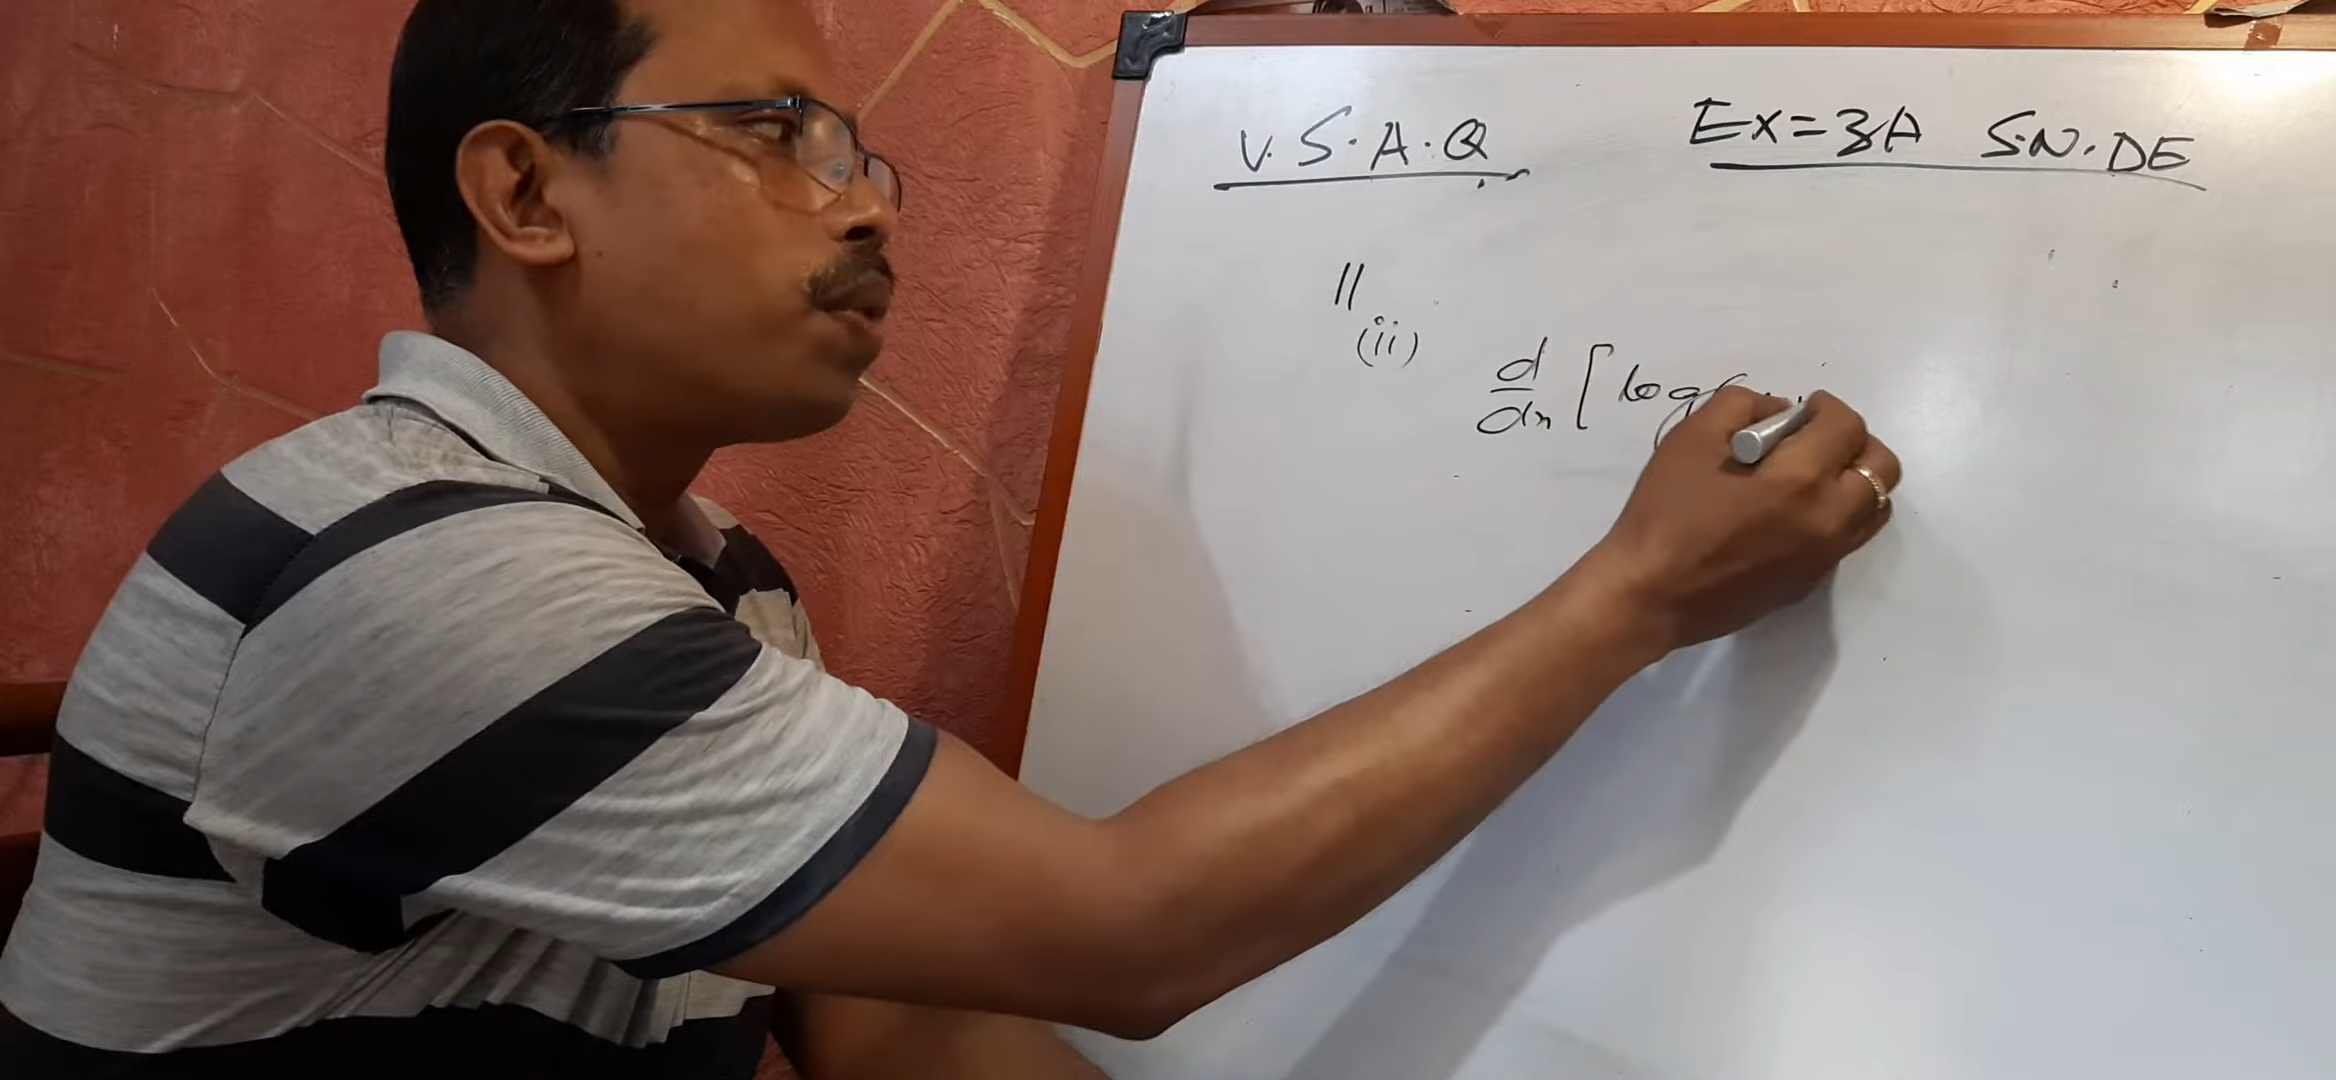 V. S. A. Q
Ex=3A S.N. DE
11
(ii) d/dx [ log(